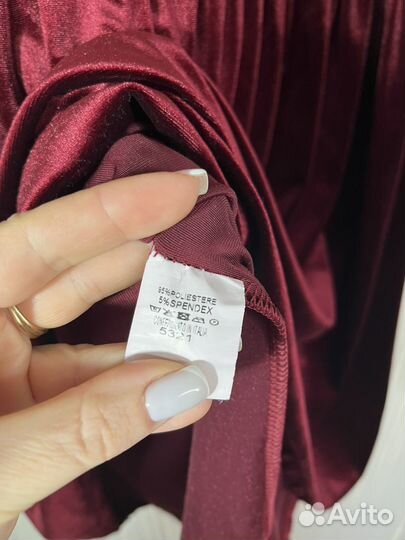 95%POLIESTERE
5%SPENDEX
CONFEZIONATO IN ITALIA
5321
Avito